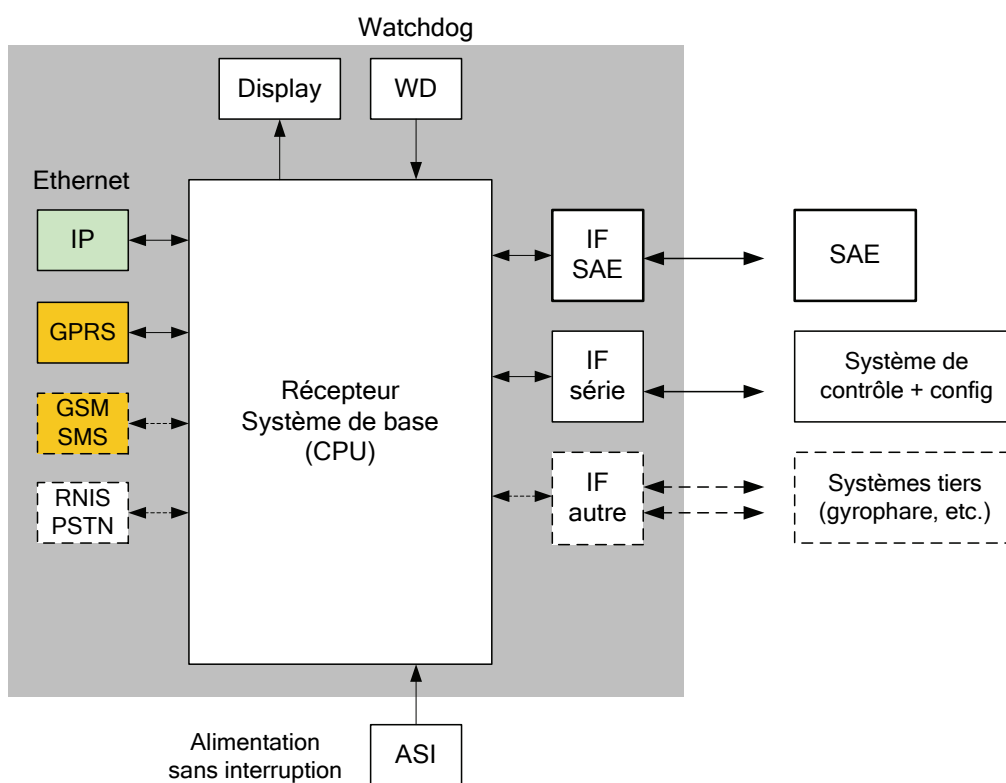 Watchdog
Display
WD
Ethernet
IP
GPRS
GSM
SMS
RNIS
PSTN
Récepteur
Système de base
(CPU)
IF
SAE
IF
série
IF
autre
SAE
Système de
contrôle + config
Systèmes tiers
(gyrophare, etc.)
Alimentation
sans interruption
ASI